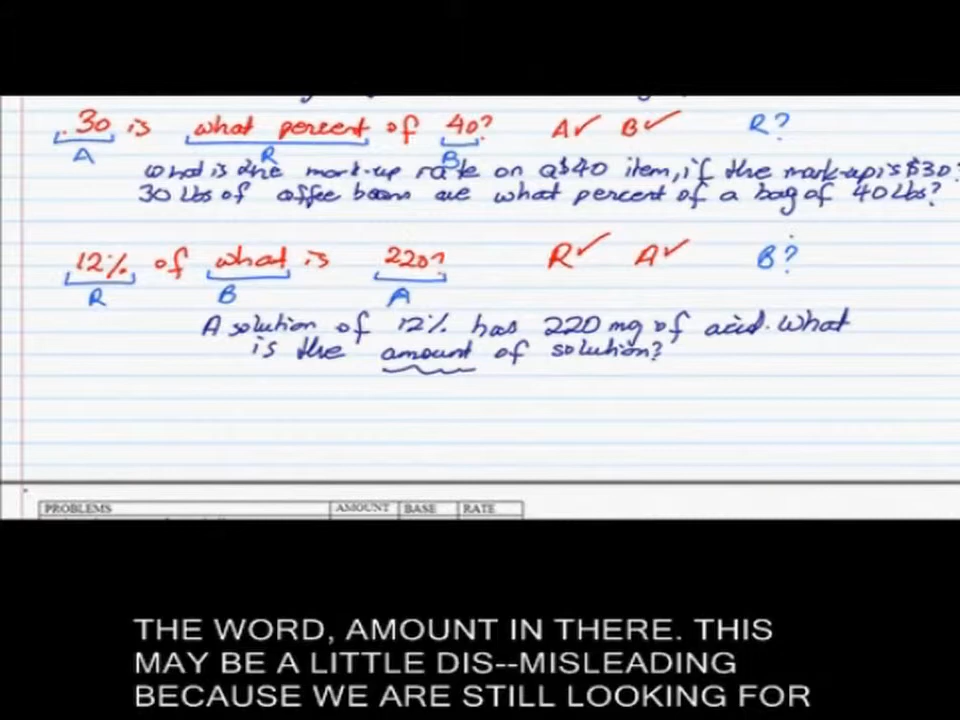 30 is what percent of 40? A✓ B✓ R?
A R B
What is the mark-up rate on a $40 item, if the mark-up is $30?
30 Lbs of coffee beans are what percent of a bag of 40 Lbs?
12% of what is 220? R✓ A✓ B?
R B A
A solution of 12% has 220 mg of acid. What
is the amount of solution?
PROBLEMS AMOUNT BASE RATE
THE WORD, AMOUNT IN THERE. THIS
MAY BE A LITTLE DIS--MISLEADING
BECAUSE WE ARE STILL LOOKING FOR